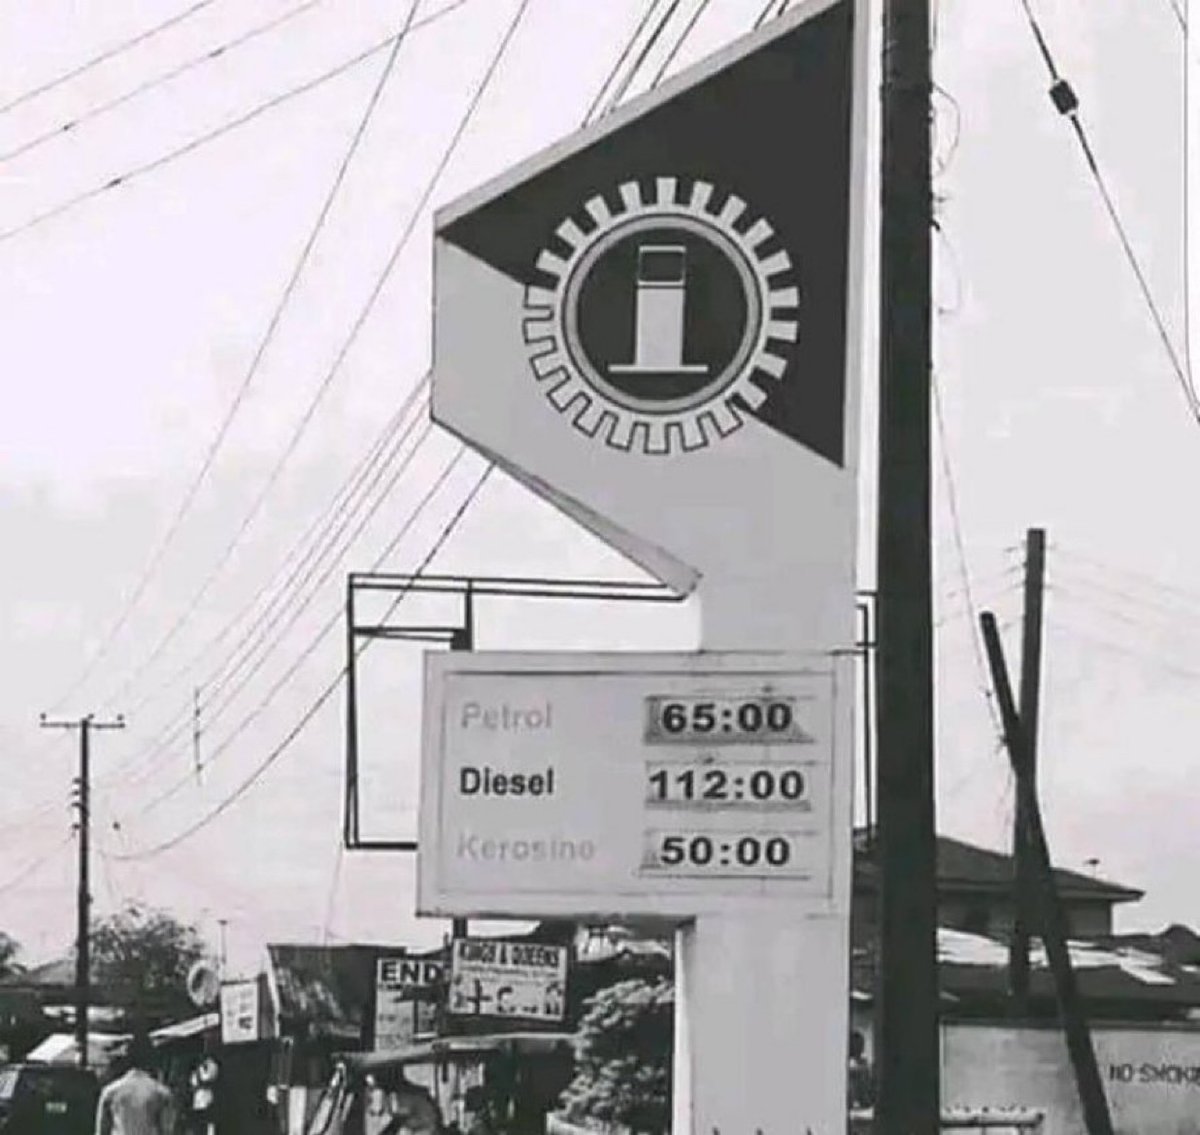 Petrol 65:00
Diesel 112:00
Kerosine 50:00
END
KINGS & QUEENS
NO SMOKI